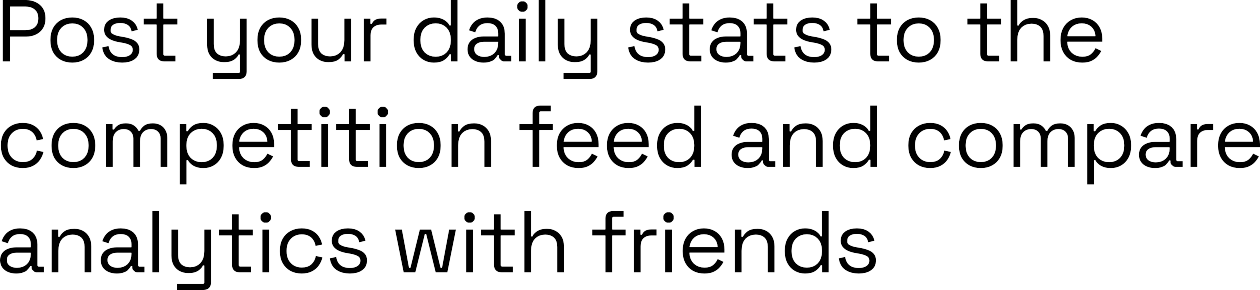 Post your daily stats to the
competition feed and compare
analytics with friends